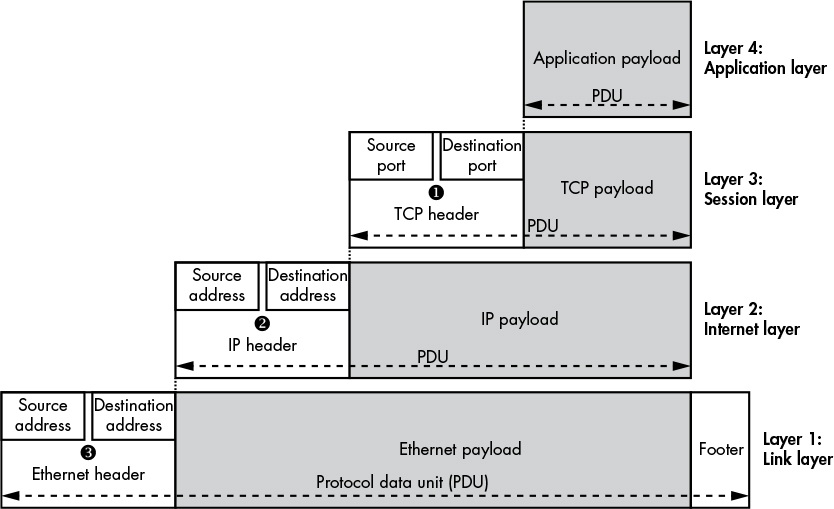 Application payload
PDU
Layer 4:
Application layer
Source
port
Destination
port
❶
TCP header
TCP payload
PDU
Layer 3:
Session layer
Source
address
Destination
address
❷
IP header
IP payload
PDU
Layer 2:
Internet layer
Source
address
Destination
address
❸
Ethernet header
Ethernet payload
Footer
Protocol data unit (PDU)
Layer 1:
Link layer